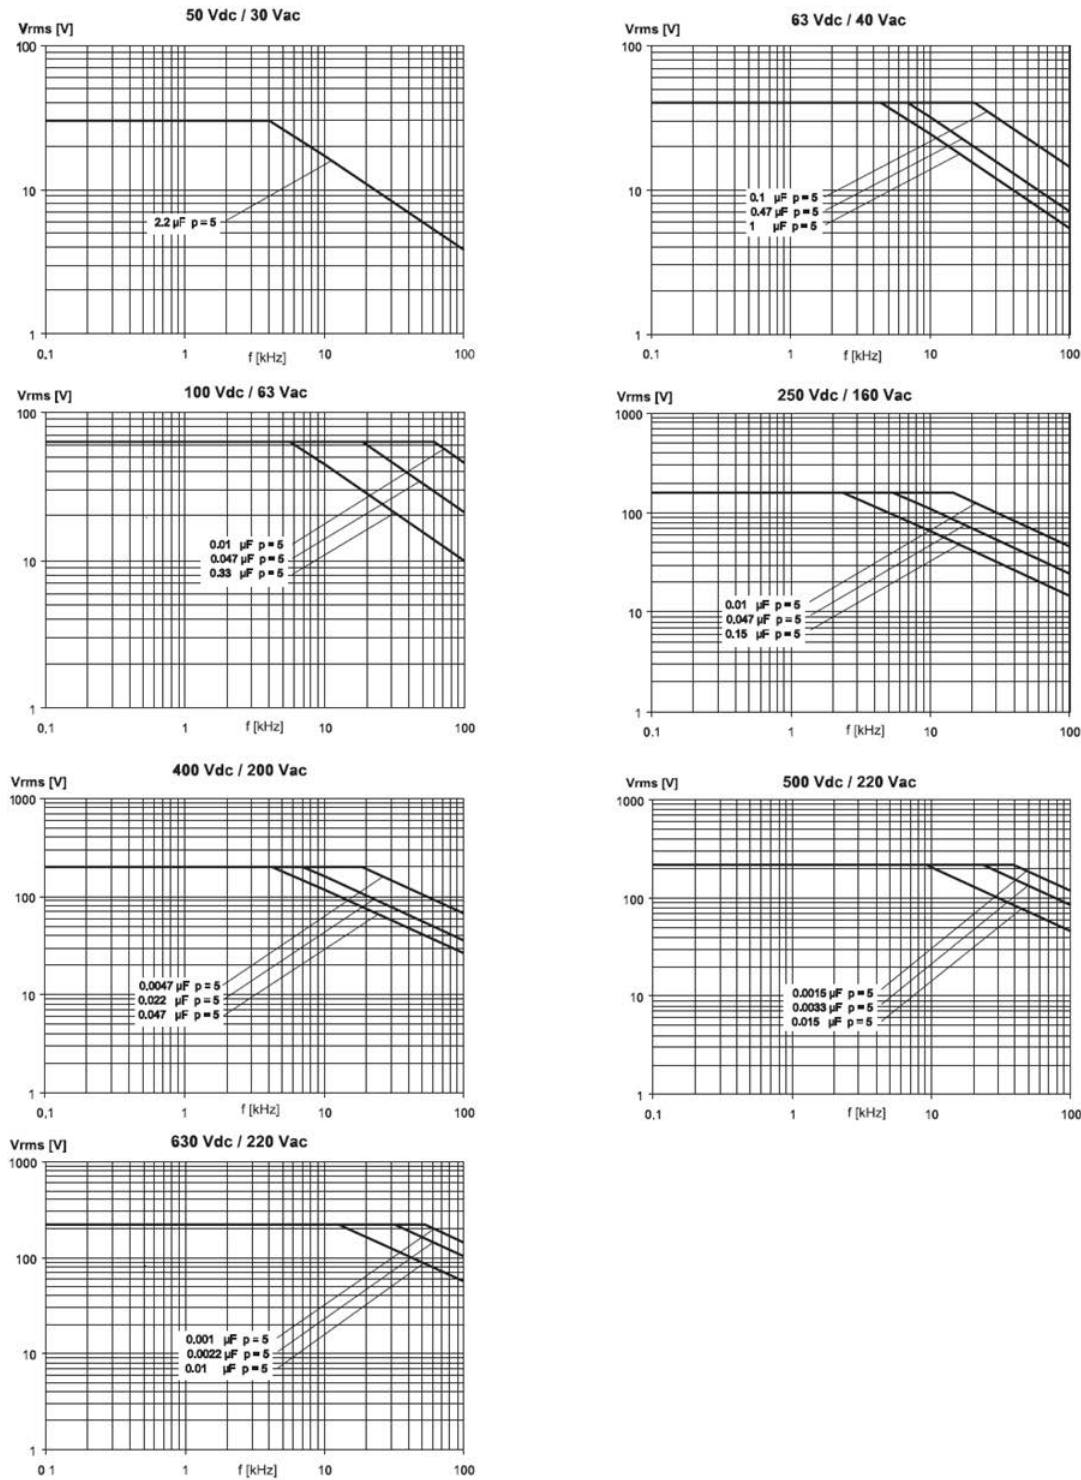 50 Vdc / 30 Vac
Vrms [V]
100
10
1
2.2 µF p = 5
0.1 1 10 100
f [kHz]
63 Vdc / 40 Vac
Vrms [V]
100
10
1
0.1 µF p = 5
0.47 µF p = 5
1 µF p = 5
0.1 1 10 100
f [kHz]
100 Vdc / 63 Vac
Vrms [V]
100
10
1
0.01 µF p = 5
0.047 µF p = 5
0.33 µF p = 5
0.1 1 10 100
f [kHz]
250 Vdc / 160 Vac
Vrms [V]
1000
100
10
1
0.01 µF p = 5
0.047 µF p = 5
0.15 µF p = 5
0.1 1 10 100
f [kHz]
400 Vdc / 200 Vac
Vrms [V]
1000
100
10
1
0.0047 µF p = 5
0.022 µF p = 5
0.047 µF p = 5
0,1 1 10 100
f [kHz]
500 Vdc / 220 Vac
Vrms [V]
1000
100
10
1
0.0015 µF p = 5
0.0033 µF p = 5
0.015 µF p = 5
0,1 1 10 100
f [kHz]
630 Vdc / 220 Vac
Vrms [V]
1000
100
10
1
0.001 µF p = 5
0.0022 µF p = 5
0.01 µF p = 5
0 1 1 10 100
f [kHz]